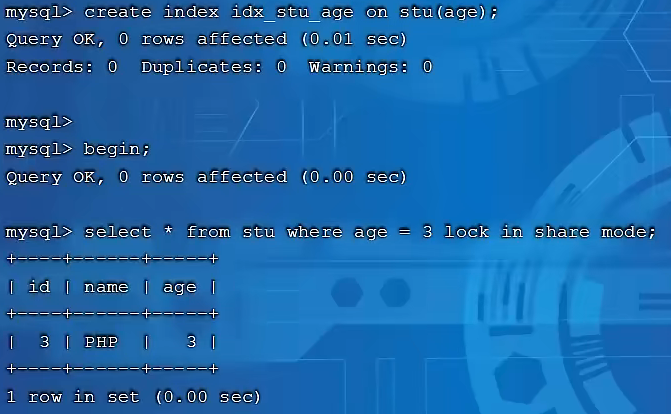 mysql> create index idx_stu_age on stu(age);
Query OK, 0 rows affected (0.01 sec)
Records: 0  Duplicates: 0  Warnings: 0
mysql>
mysql> begin;
Query OK, 0 rows affected (0.00 sec)
mysql> select * from stu where age = 3 lock in share mode;
+----+------+-----+
| id | name | age |
+----+------+-----+
|  3 | PHP  |   3 |
+----+------+-----+
1 row in set (0.00 sec)